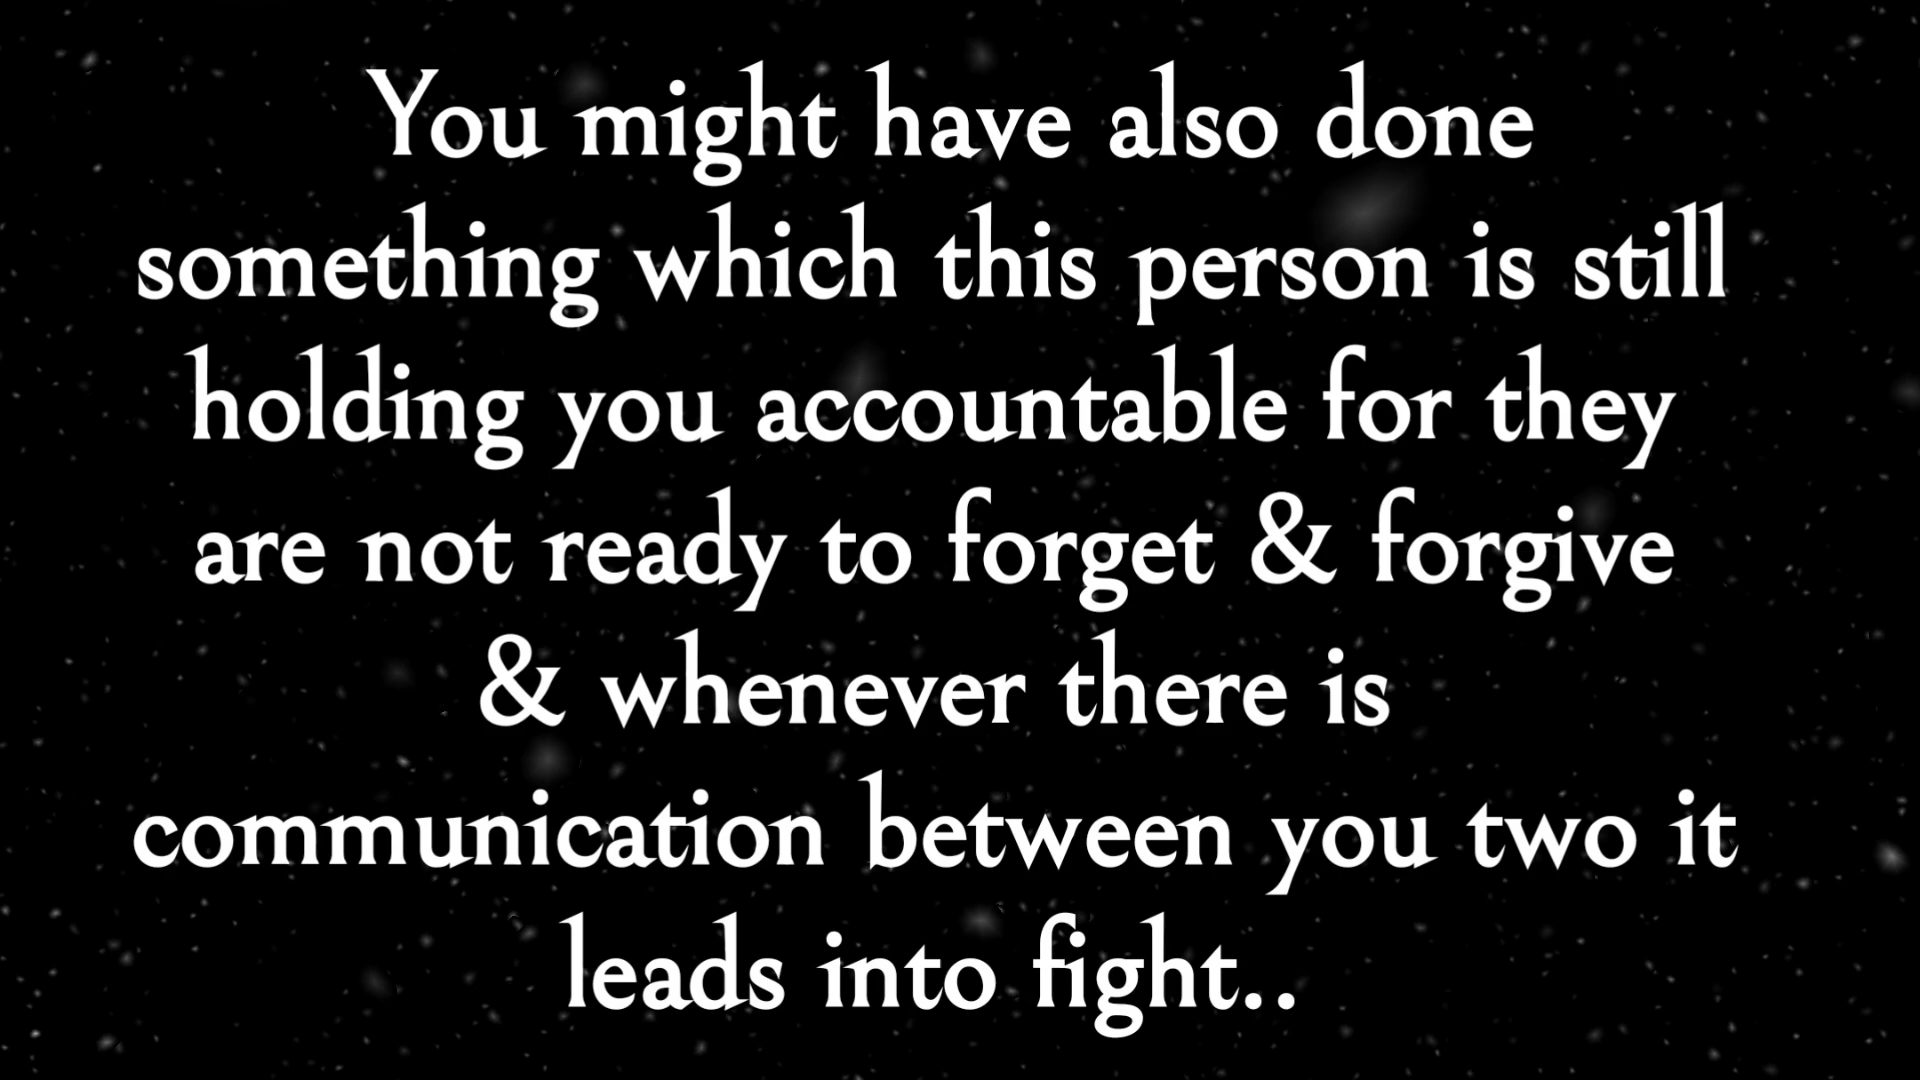 You might have also done
something which this person is still
holding you accountable for they
are not ready to forget & forgive
& whenever there is
communication between you two it
leads into fight..